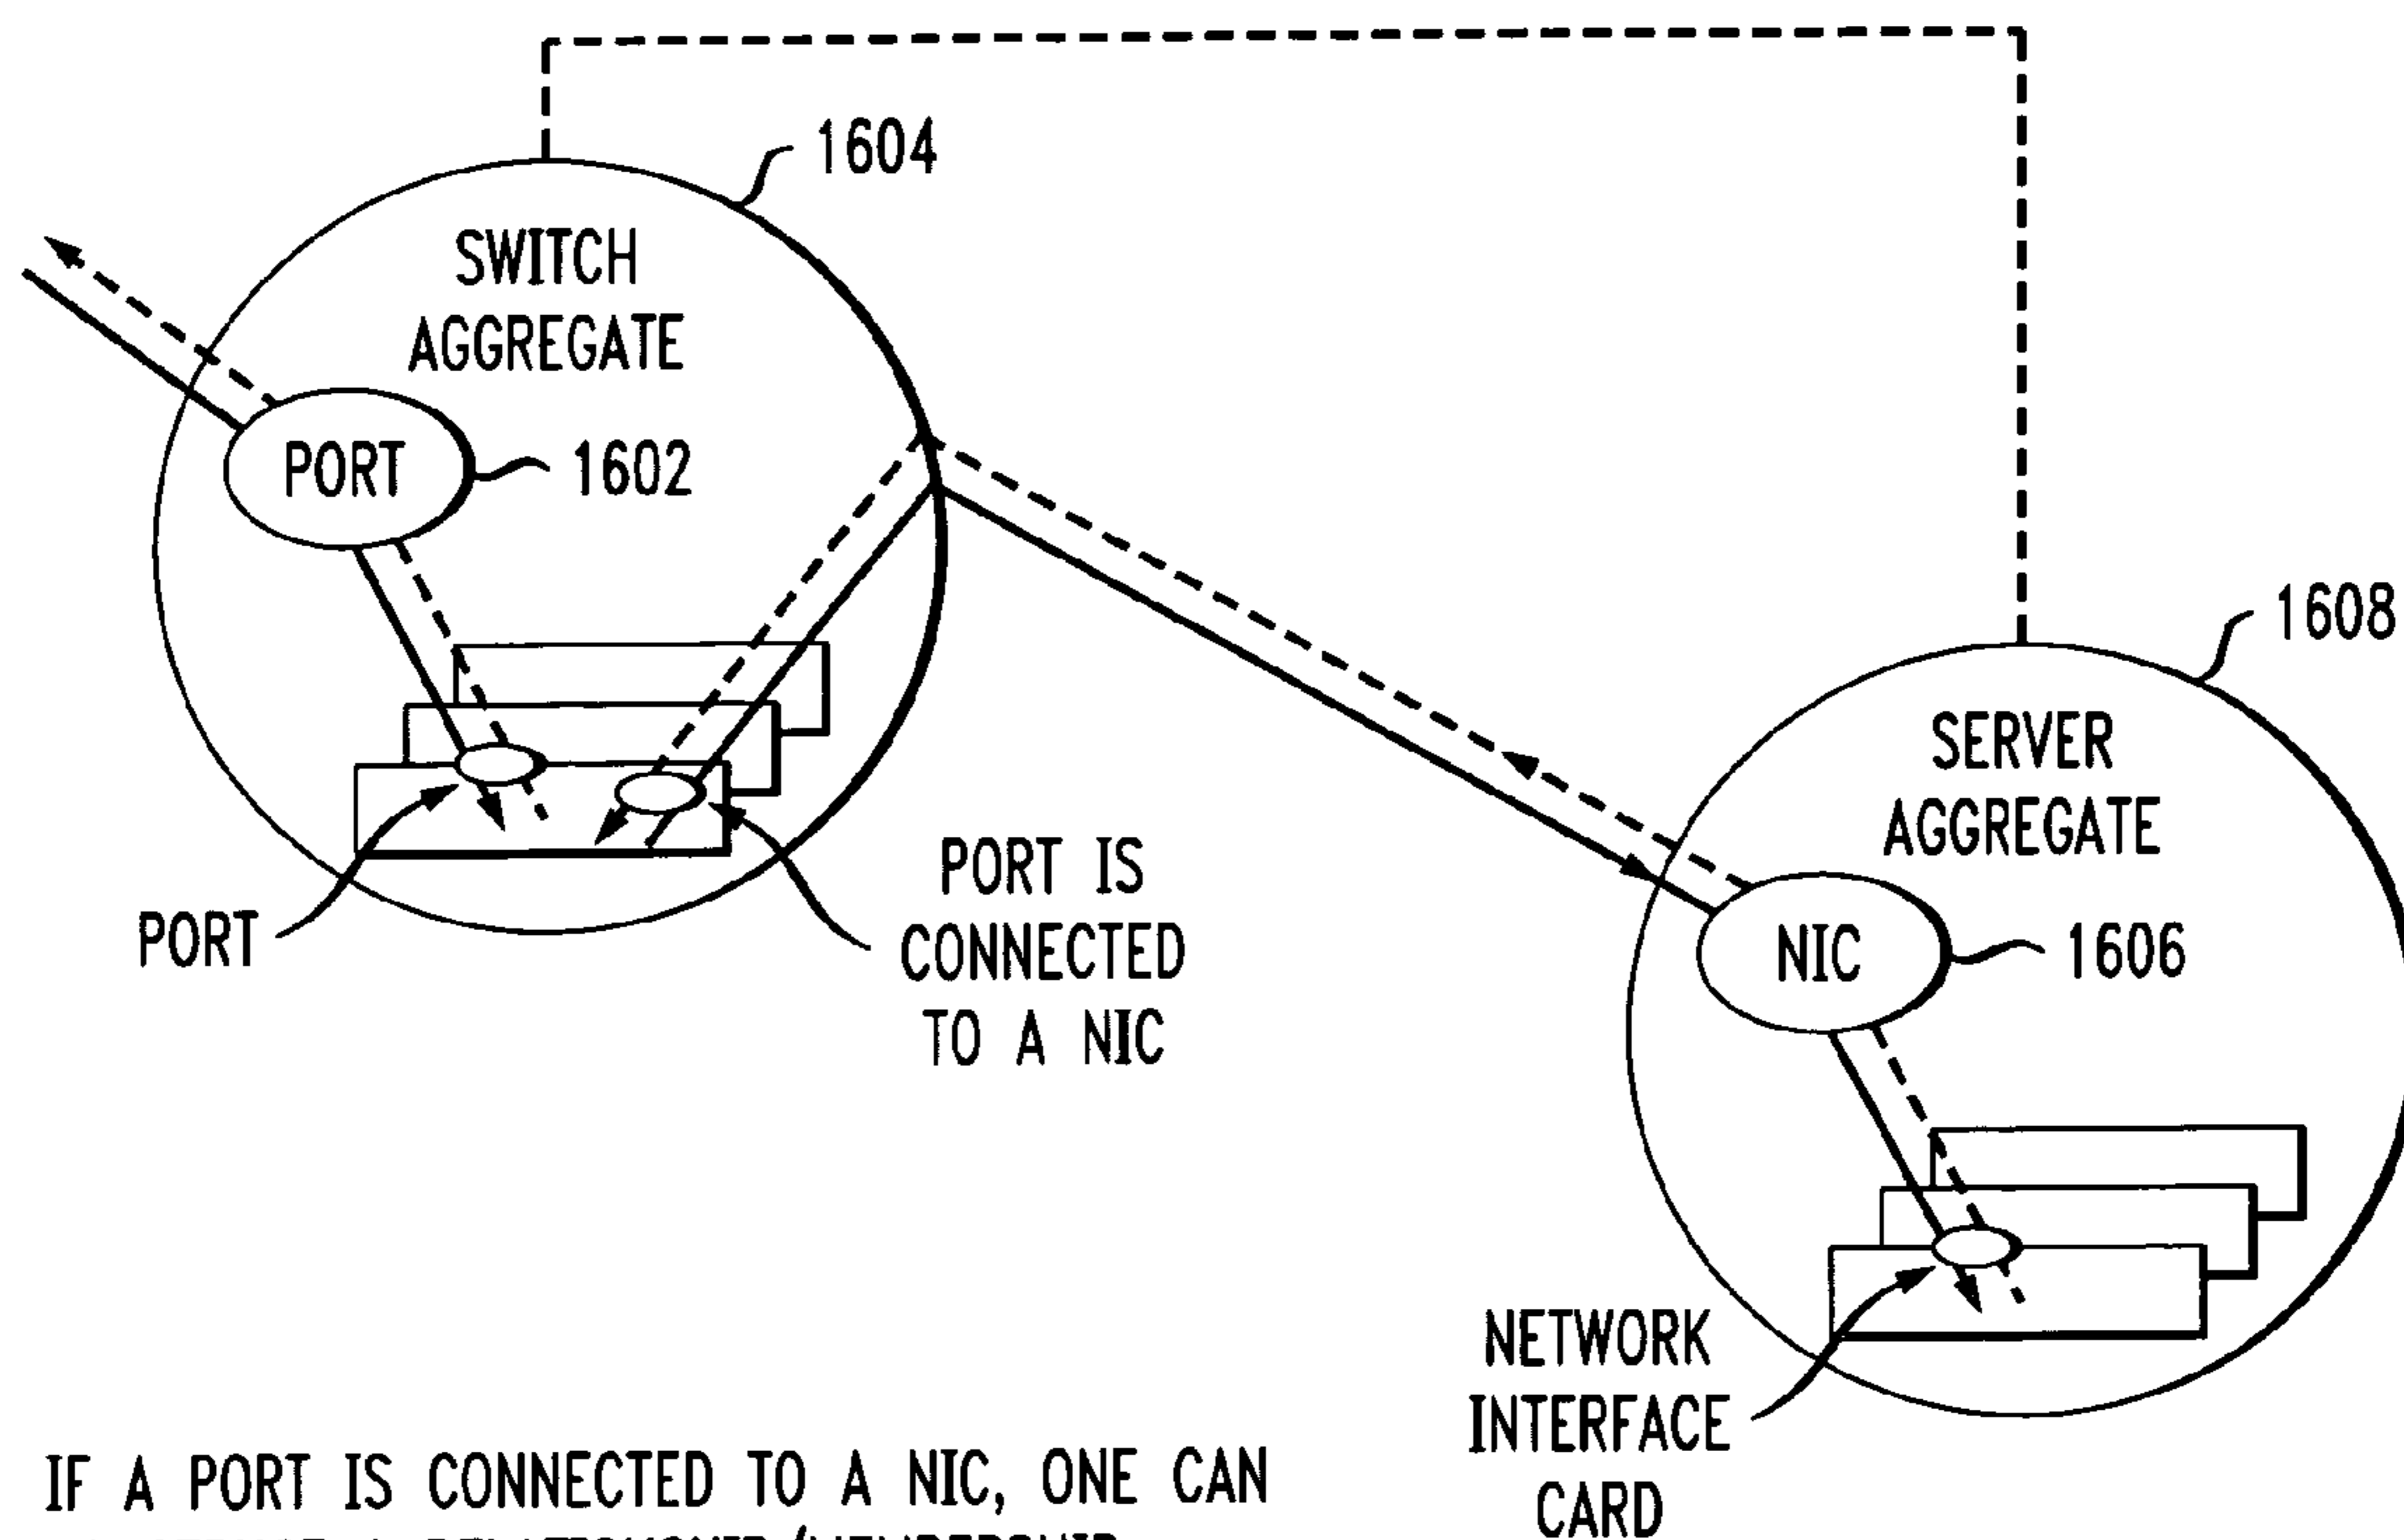 1604
SWITCH
AGGREGATE
PORT
1602
1608
SERVER
AGGREGATE
PORT IS
CONNECTED
TO A NIC
PORT
NIC
1606
NETWORK
INTERFACE
CARD
IF A PORT IS CONNECTED TO A NIC, ONE CAN